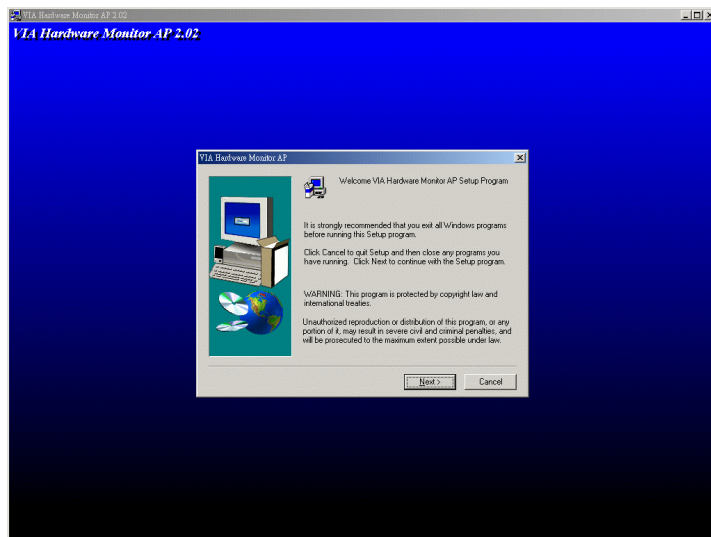 VIA Hardware Monitor AP 2.02
VIA Hardware Monitor AP 2.02
VIA Hardware Monitor AP
Welcome VIA Hardware Monitor AP Setup Program
It is strongly recommended that you exit all Windows programs
before running this Setup program.
Click Cancel to quit Setup and then close any programs you
have running. Click Next to continue with the Setup program.
WARNING: This program is protected by copyright law and
international treaties.
Unauthorized reproduction or distribution of this program, or any
portion of it, may result in severe civil and criminal penalties, and
will be prosecuted to the maximum extent possible under law.
Next >
Cancel